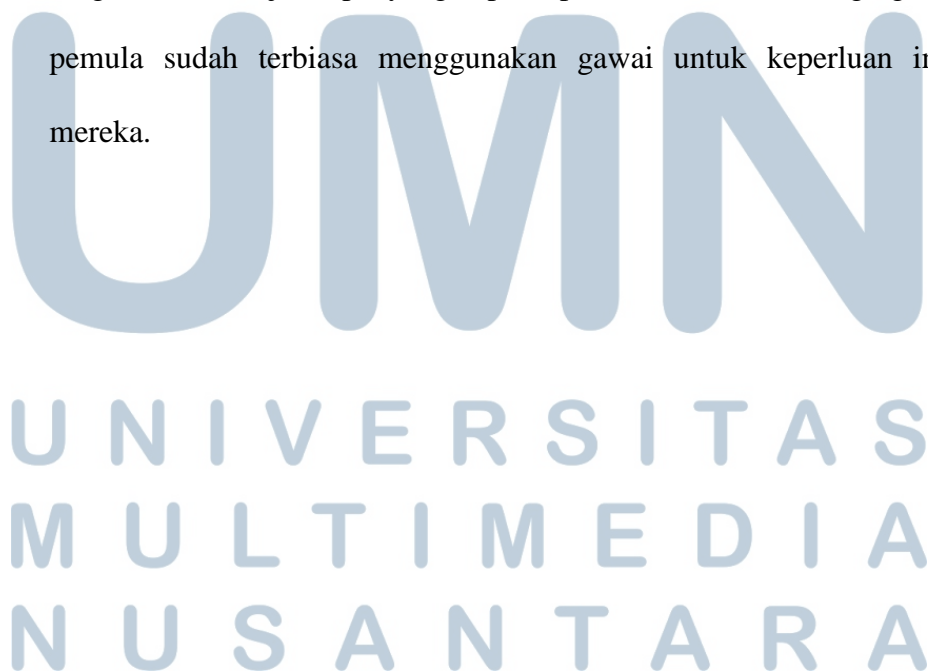 pemula sudah terbiasa menggunakan gawai untuk keperluan
mereka.
UMN
UNIVERSITAS
MULTIMEDIA
NUSANTARA